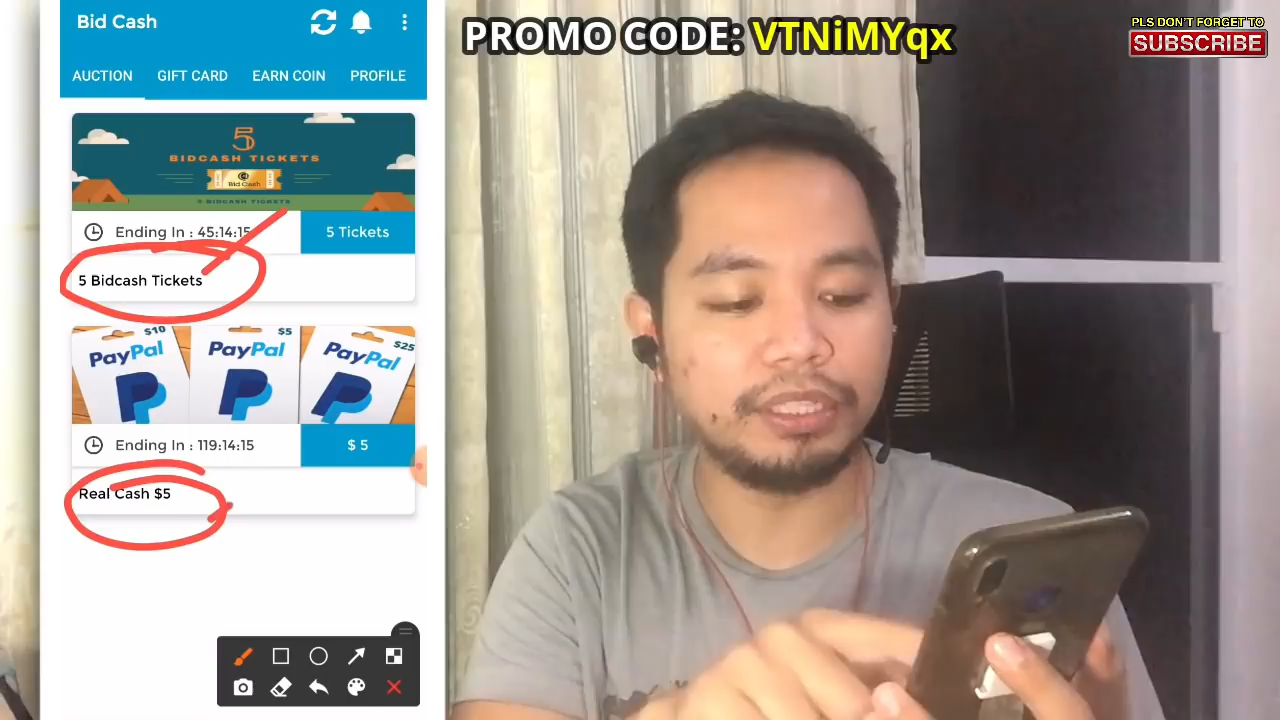 Bid Cash
AUCTION GIFT CARD EARN COIN PROFILE
5
BIDCASH TICKETS
@
Bid Cash
5 BIDCASH TICKETS
Ending In : 45:14:15
5 Tickets
5 Bidcash Tickets
$10
PayPal
$5
PayPal
$25
PayPal
Ending In : 119:14:15
$ 5
Real Cash $5
PROMO CODE: VTNiMYqx
PLS DON'T FORGET TO
SUBSCRIBE